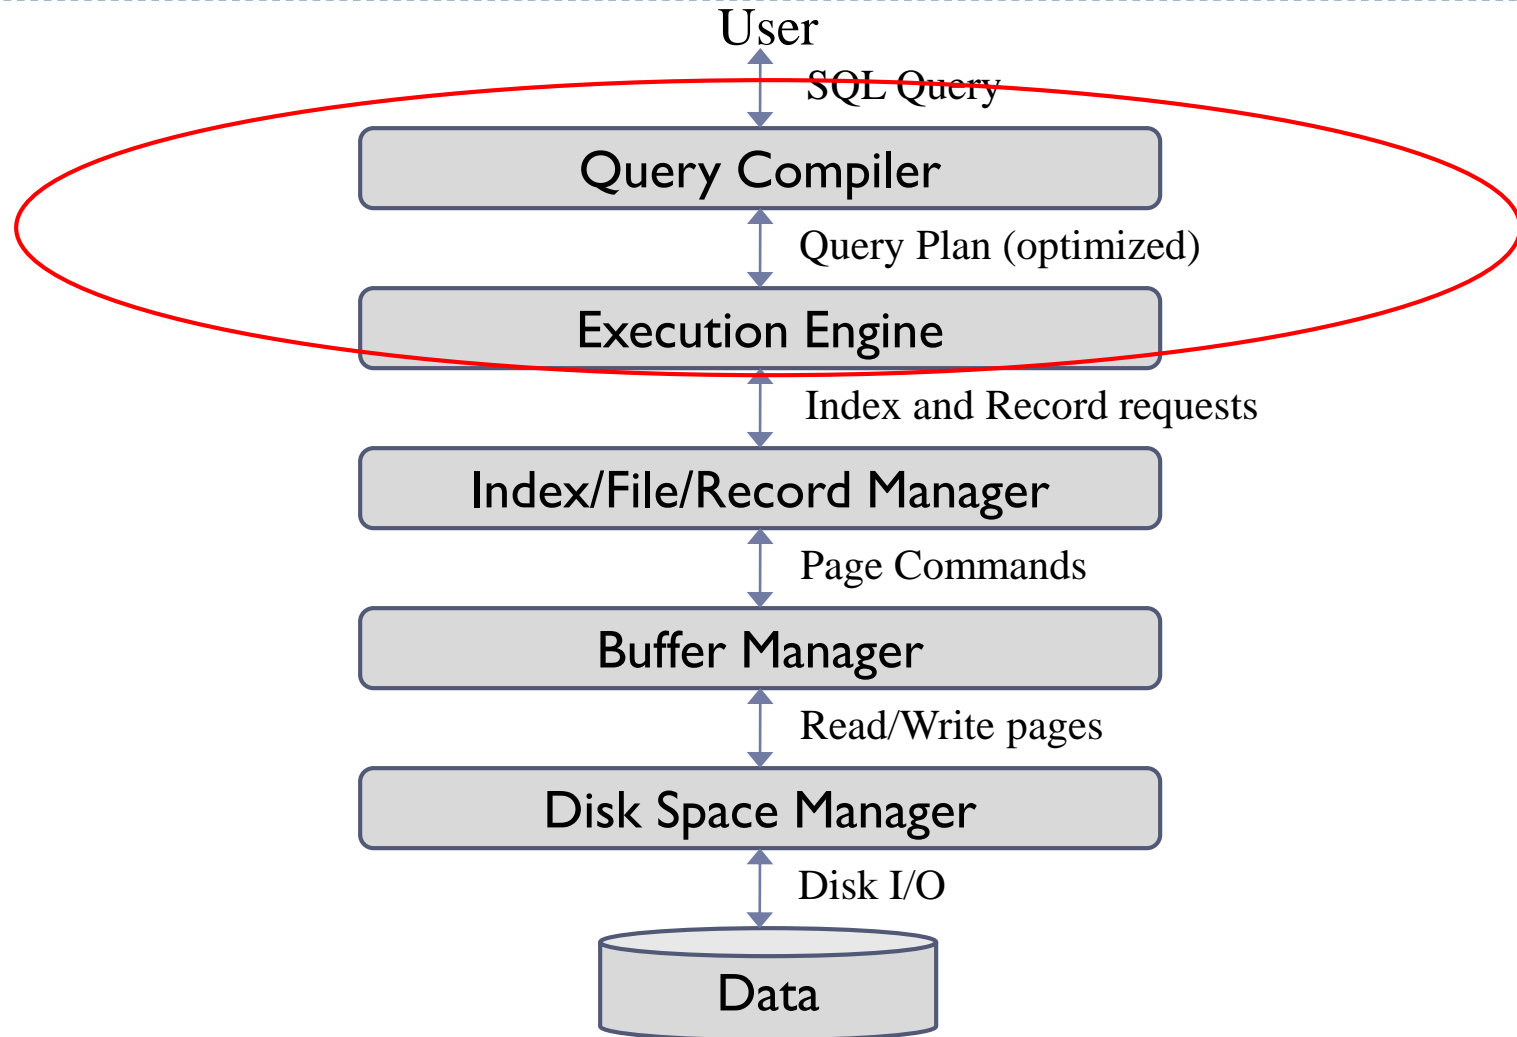 User
SQL Query
Query Compiler
Query Plan (optimized)
Execution Engine
Index and Record requests
Index/File/Record Manager
Page Commands
Buffer Manager
Read/Write pages
Disk Space Manager
Disk I/O
Data